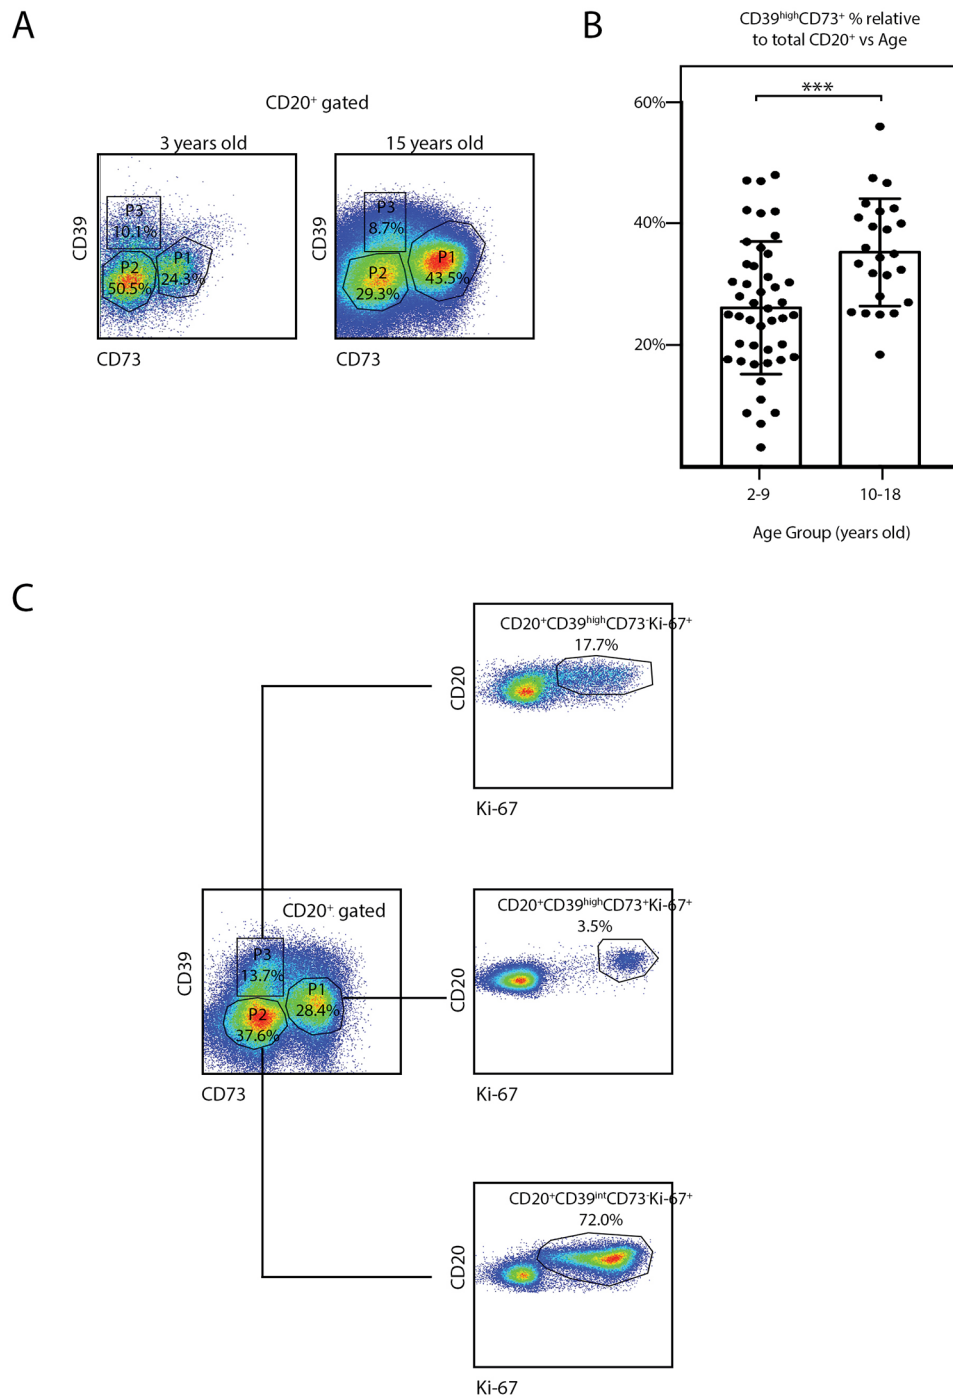 A
CD20⁺ gated
3 years old
CD39
P3
10.1%
P1
24.3%
P2
50.5%
CD73
15 years old
CD39
P3
8.7%
P1
43.5%
P2
29.3%
CD73
B
CD39ʰⁱᵍʰCD73⁺ % relative
to total CD20⁺ vs Age
***
60%
40%
20%
2-9
10-18
Age Group (years old)
C
CD20⁺CD39ʰⁱᵍʰCD73⁻Ki-67⁺
17.7%
CD20
Ki-67
CD20⁺ gated
CD39
P3
13.7%
P1
28.4%
P2
37.6%
CD73
CD20⁺CD39ʰⁱᵍʰCD73⁺Ki-67⁺
3.5%
CD20
Ki-67
CD20⁺CD39ⁱⁿᵗCD73⁻Ki-67⁺
72.0%
CD20
Ki-67